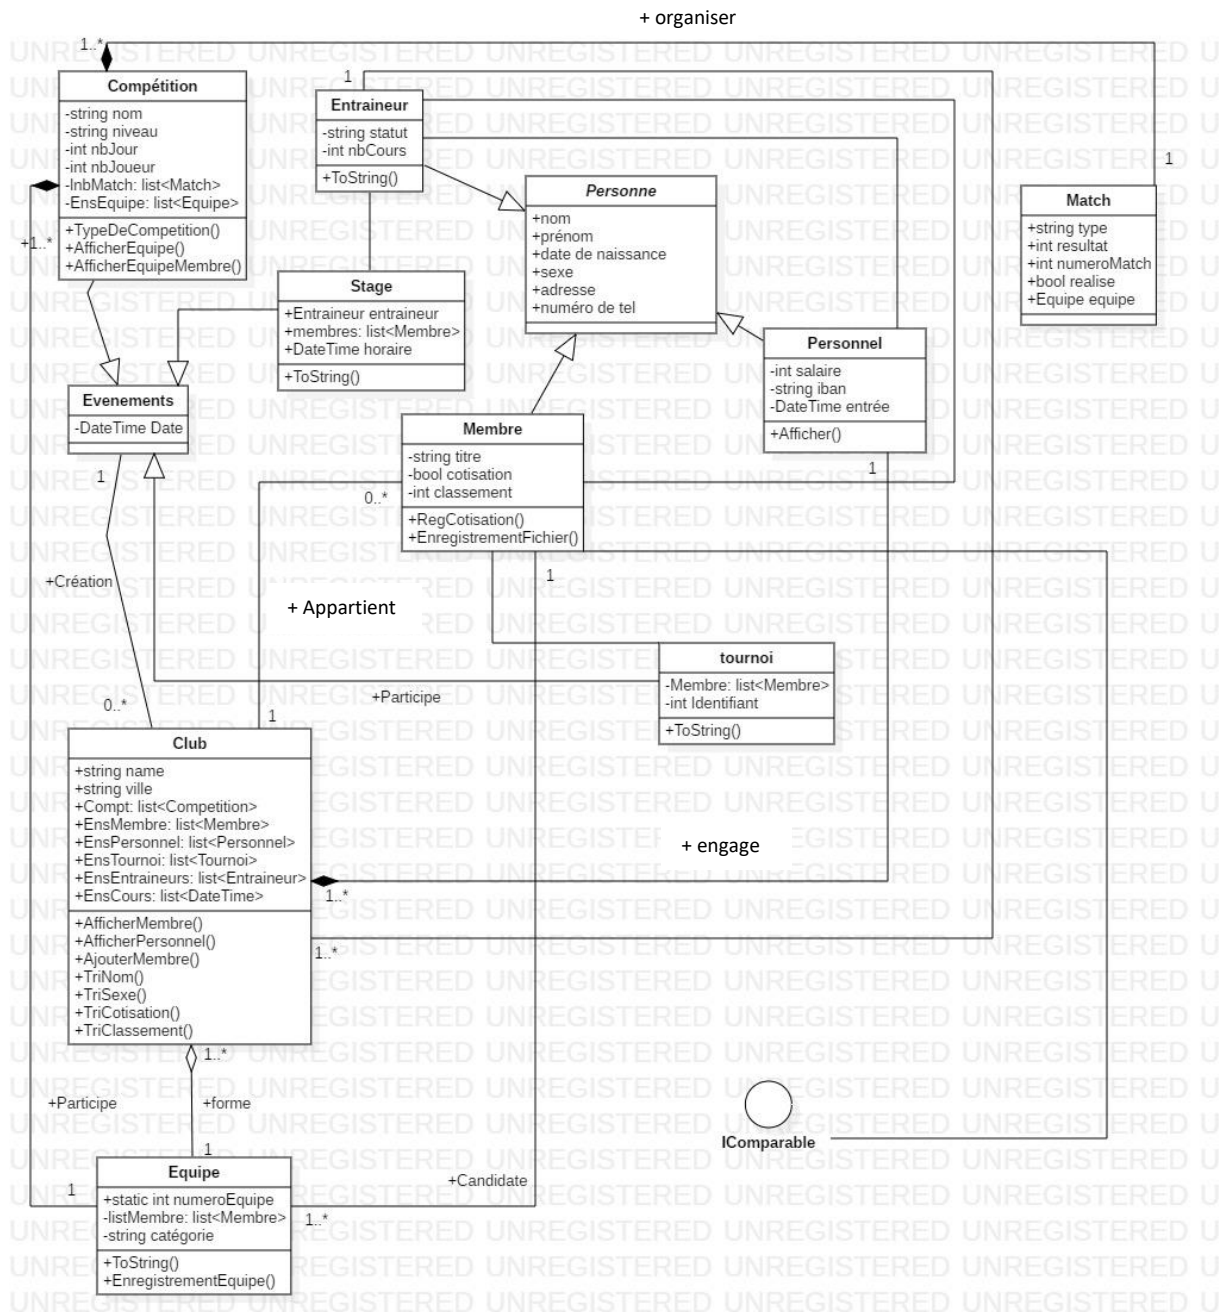 + organiser
1..*
Compétition
-string nom
-string niveau
-int nbJour
-int nbJoueur
-lnbMatch: list<Match>
-EnsEquipe: list<Equipe>
+TypeDeCompetition()
+AfficherEquipe()
+AfficherEquipeMembre()
+1..*
1
Entraineur
-string statut
-int nbCours
+ToString()
Personne
+nom
+prénom
+date de naissance
+sexe
+adresse
+numéro de tel
1
Match
+string type
+int resultat
+int numeroMatch
+bool realise
+Equipe equipe
Stage
+Entraineur entraineur
+membres: list<Membre>
+DateTime horaire
+ToString()
Personnel
-int salaire
-string iban
-DateTime entrée
+Afficher()
1
Evenements
-DateTime Date
1
Membre
-string titre
-bool cotisation
-int classement
+RegCotisation()
+EnregistrementFichier()
0..*
1
+Création
+ Appartient
tournoi
-Membre: list<Membre>
-int Identifiant
+ToString()
+Participe
0..*
1
Club
+string name
+string ville
+Compt: list<Competition>
+EnsMembre: list<Membre>
+EnsPersonnel: list<Personnel>
+EnsTournoi: list<Tournoi>
+EnsEntraineurs: list<Entraineur>
+EnsCours: list<DateTime>
+AfficherMembre()
+AfficherPersonnel()
+AjouterMembre()
+TriNom()
+TriSexe()
+TriCotisation()
+TriClassement()
+ engage
1..*
1..*
1..*
+Participe
+forme
1
IComparable
Equipe
+static int numeroEquipe
-listMembre: list<Membre>
-string catégorie
+ToString()
+EnregistrementEquipe()
1
+Candidate
1..*
UNREGISTERED UNREGISTERED UNREGISTERED UNREGISTERED UNREGISTERED U